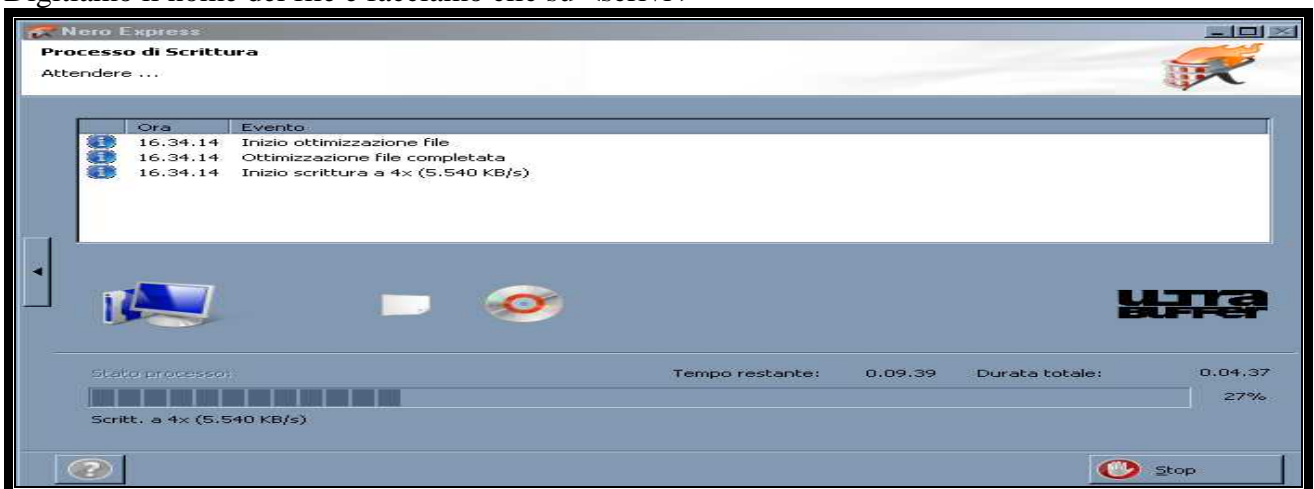 Nero Express
Processo di Scrittura
Attendere ...
Ora Evento
16.34.14 Inizio ottimizzazione file
16.34.14 Ottimizzazione file completata
16.34.14 Inizio scrittura a 4x (5.540 KB/s)
ULTRA
BUFFER
Stato processo: Tempo restante: 0.09.39 Durata totale: 0.04.37
27%
Scritt. a 4x (5.540 KB/s)
? Stop